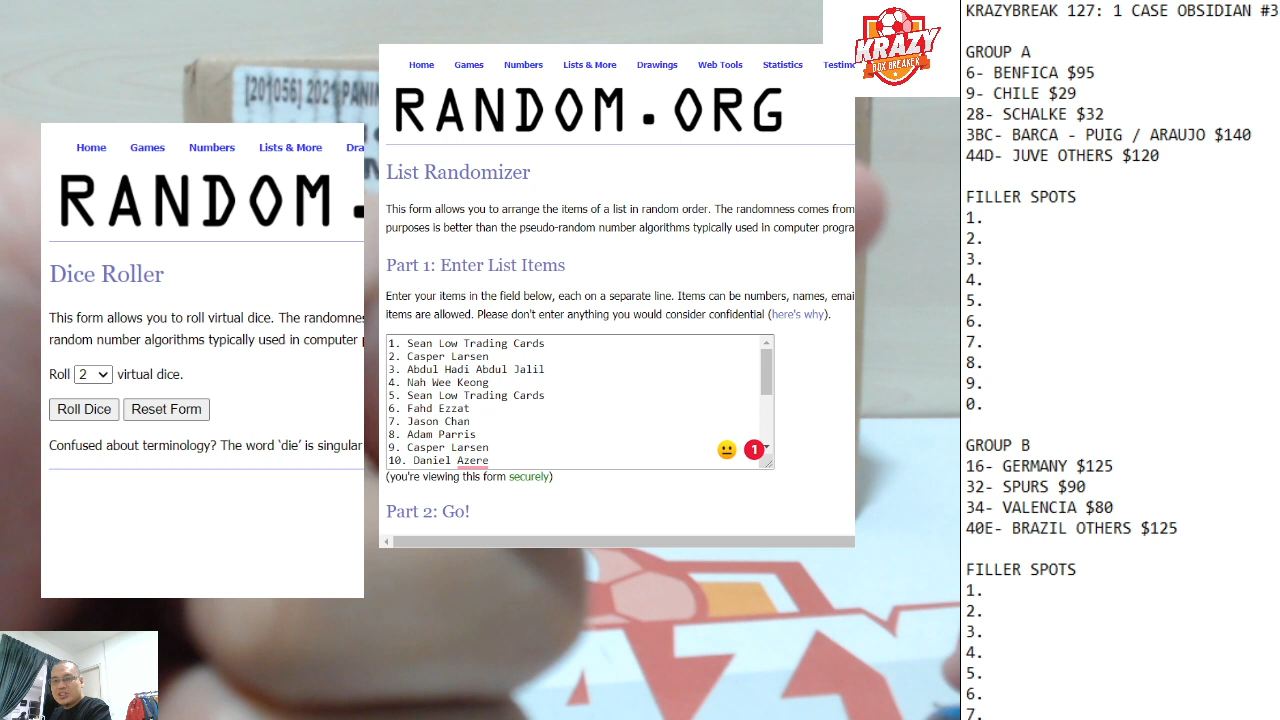 [201056] 2021 PANIN
Home Games Numbers Lists & More Dra
RANDOM.
Dice Roller
This form allows you to roll virtual dice. The randomnes
random number algorithms typically used in computer p
Roll 2 virtual dice.
Roll Dice Reset Form
Confused about terminology? The word ‘die’ is singular
Home Games Numbers Lists & More Drawings Web Tools Statistics Testimo
RANDOM.ORG
List Randomizer
This form allows you to arrange the items of a list in random order. The randomness comes from
purposes is better than the pseudo-random number algorithms typically used in computer progra
Part 1: Enter List Items
Enter your items in the field below, each on a separate line. Items can be numbers, names, emai
items are allowed. Please don't enter anything you would consider confidential (here's why).
1. Sean Low Trading Cards
2. Casper Larsen
3. Abdul Hadi Abdul Jalil
4. Nah Wee Keong
5. Sean Low Trading Cards
6. Fahd Ezzat
7. Jason Chan
8. Adam Parris
9. Casper Larsen
10. Daniel Azere
1
(you're viewing this form securely)
Part 2: Go!
KRAZY
BOX BREAKER
KRAZYBREAK 127: 1 CASE OBSIDIAN #3
GROUP A
6- BENFICA $95
9- CHILE $29
28- SCHALKE $32
3BC- BARCA - PUIG / ARAUJO $140
44D- JUVE OTHERS $120
FILLER SPOTS
1.
2.
3.
4.
5.
6.
7.
8.
9.
0.
GROUP B
16- GERMANY $125
32- SPURS $90
34- VALENCIA $80
40E- BRAZIL OTHERS $125
FILLER SPOTS
1.
2.
3.
4.
5.
6.
7.